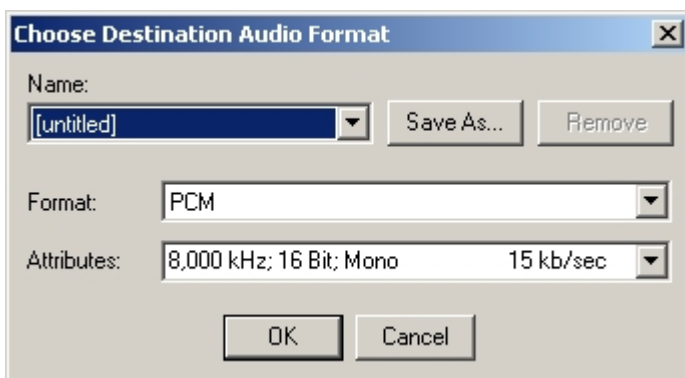 Choose Destination Audio Format
Name:
[untitled]
Save As...
Remove
Format:
PCM
Attributes:
8,000 kHz; 16 Bit; Mono 15 kb/sec
OK
Cancel